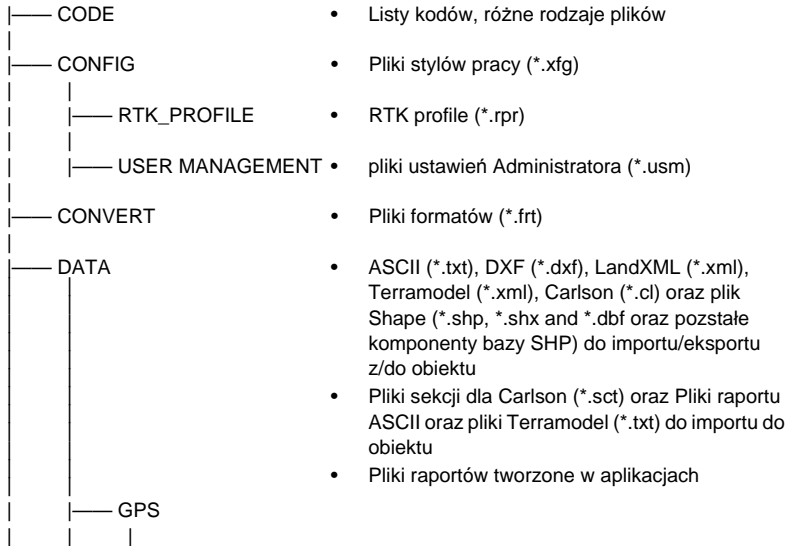 |—— CODE • Listy kodów, różne rodzaje plików
|
|—— CONFIG • Pliki stylów pracy (*.xfg)
| |
| |—— RTK_PROFILE • RTK profile (*.rpr)
| |
| |—— USER MANAGEMENT • pliki ustawień Administratora (*.usm)
|
|—— CONVERT • Pliki formatów (*.frt)
|
|—— DATA • ASCII (*.txt), DXF (*.dxf), LandXML (*.xml),
| | Terramodel (*.xml), Carlson (*.cl) oraz plik
| | Shape (*.shp, *.shx and *.dbf oraz pozstałe
| | komponenty bazy SHP) do importu/eksportu
| | z/do obiektu
| | • Pliki sekcji dla Carlson (*.sct) oraz Pliki raportu
| | ASCII oraz pliki Terramodel (*.txt) do importu do
| | obiektu
| | • Pliki raportów tworzone w aplikacjach
| |—— GPS
| | |